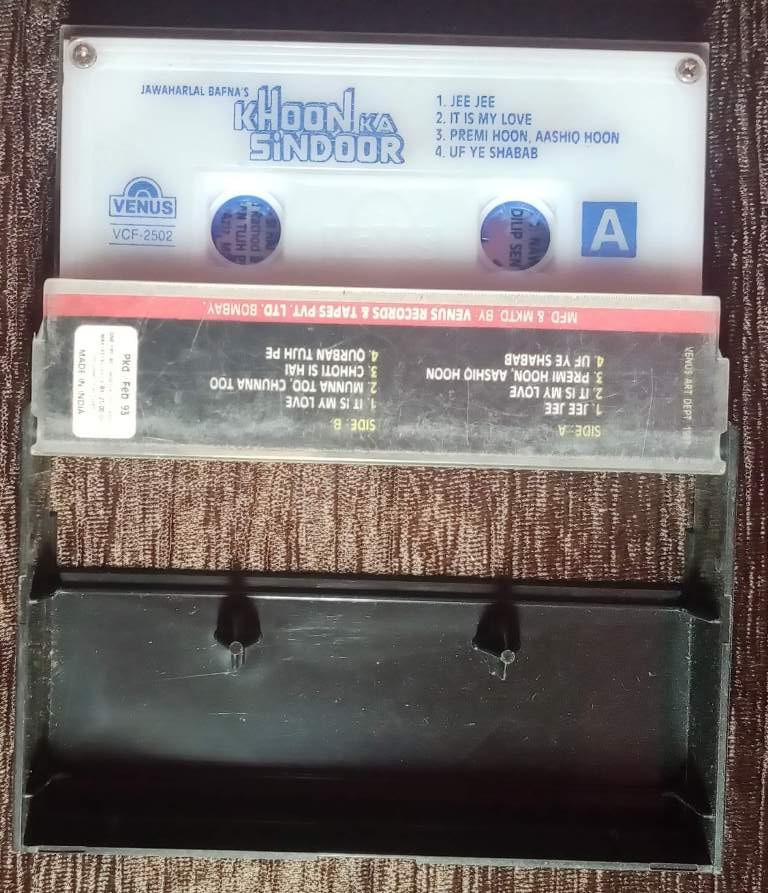 JAWAHARLAL BAFNA'S
KHOON KA
SINDOOR
1. JEE JEE
2. IT IS MY LOVE
3. PREMI HOON, AASHIQ HOON
4. UF YE SHABAB
VENUS
VCF-2502
DILIP SEN
A
MFD & MKTD. BY VENUS RECORDS & TAPES PVT. LTD. BOMBAY.
VENUS ART DEPT
SIDE: A
1. JEE JEE
2. IT IS MY LOVE
3. PREMI HOON, AASHIQ HOON
4. UF YE SHABAB
SIDE: B
1. IT IS MY LOVE
2. MUNNA TOO, CHUNNA TOO
3. CHHOTI SI HAI
4. QURBAN TUJH PE
Pkd. Feb 93
MADE IN INDIA